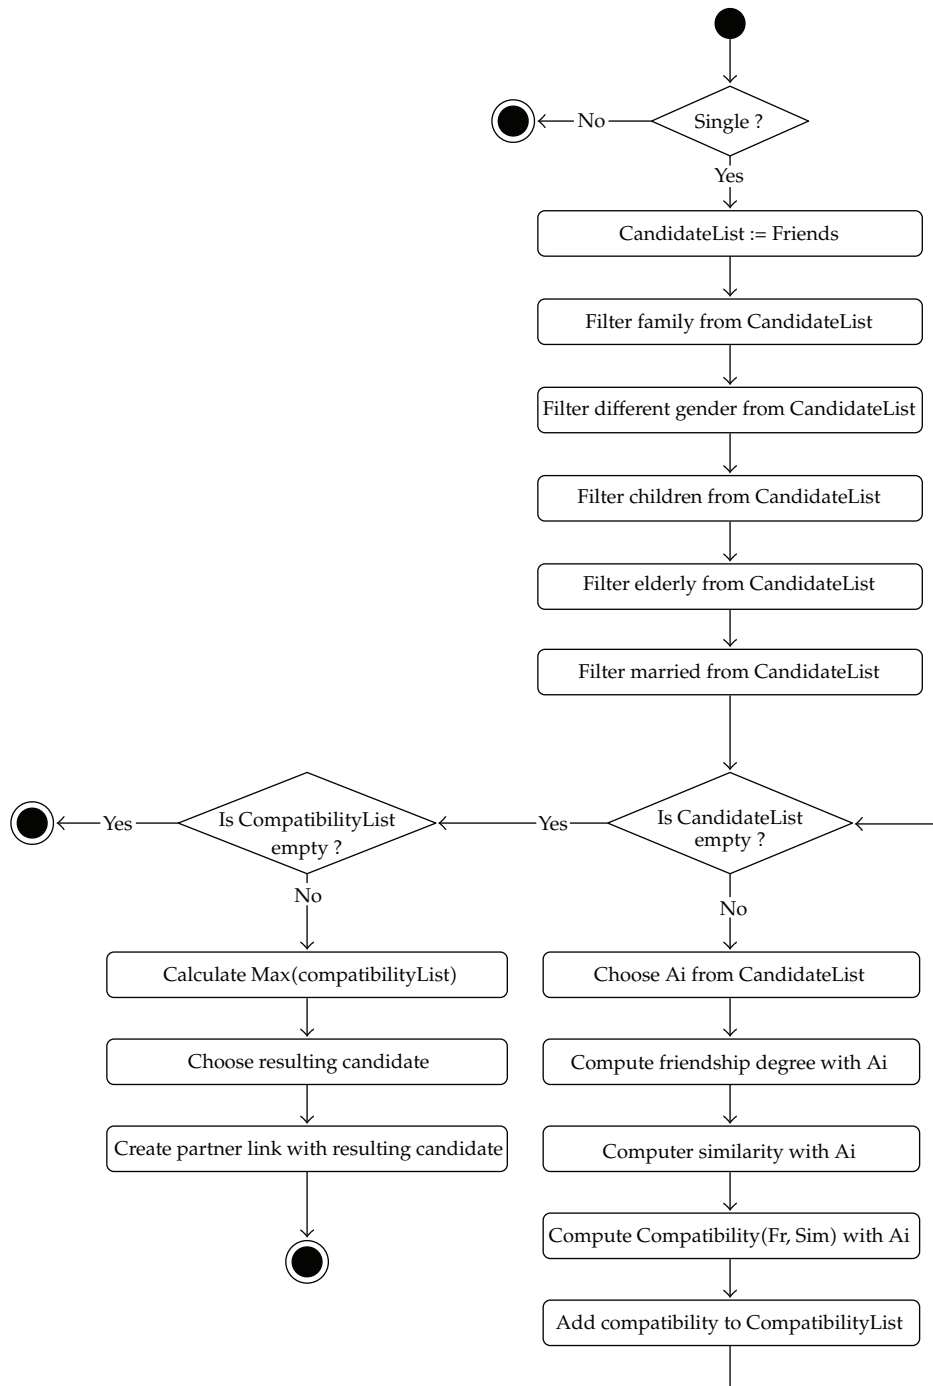 Single ?
No
Yes
CandidateList := Friends
Filter family from CandidateList
Filter different gender from CandidateList
Filter children from CandidateList
Filter elderly from CandidateList
Filter married from CandidateList
Is CandidateList
empty ?
Yes
Is CompatibilityList
empty ?
Yes
No
Calculate Max(compatibilityList)
Choose resulting candidate
Create partner link with resulting candidate
No
Choose Ai from CandidateList
Compute friendship degree with Ai
Computer similarity with Ai
Compute Compatibility(Fr, Sim) with Ai
Add compatibility to CompatibilityList